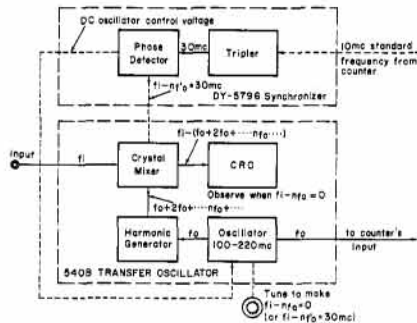 DC oscillator control voltage
Phase
Detector
30mc
Tripler
10mc standard
frequency from
counter
fi-nf'o=30mc
DY-5796 Synchronizer
fi-(fo+2fo+----nfo----)
Input
fi
Crystal
Mixer
CRO
Observe when fi-nfo=0
fo+2fo+----nfo+----
Harmonic
Generator
fo
Oscillator
100-220mc
fo
to counter's
input
540B TRANSFER OSCILLATOR
Tune to make
fi-nfo=0
(or fi-nf'o=30mc)